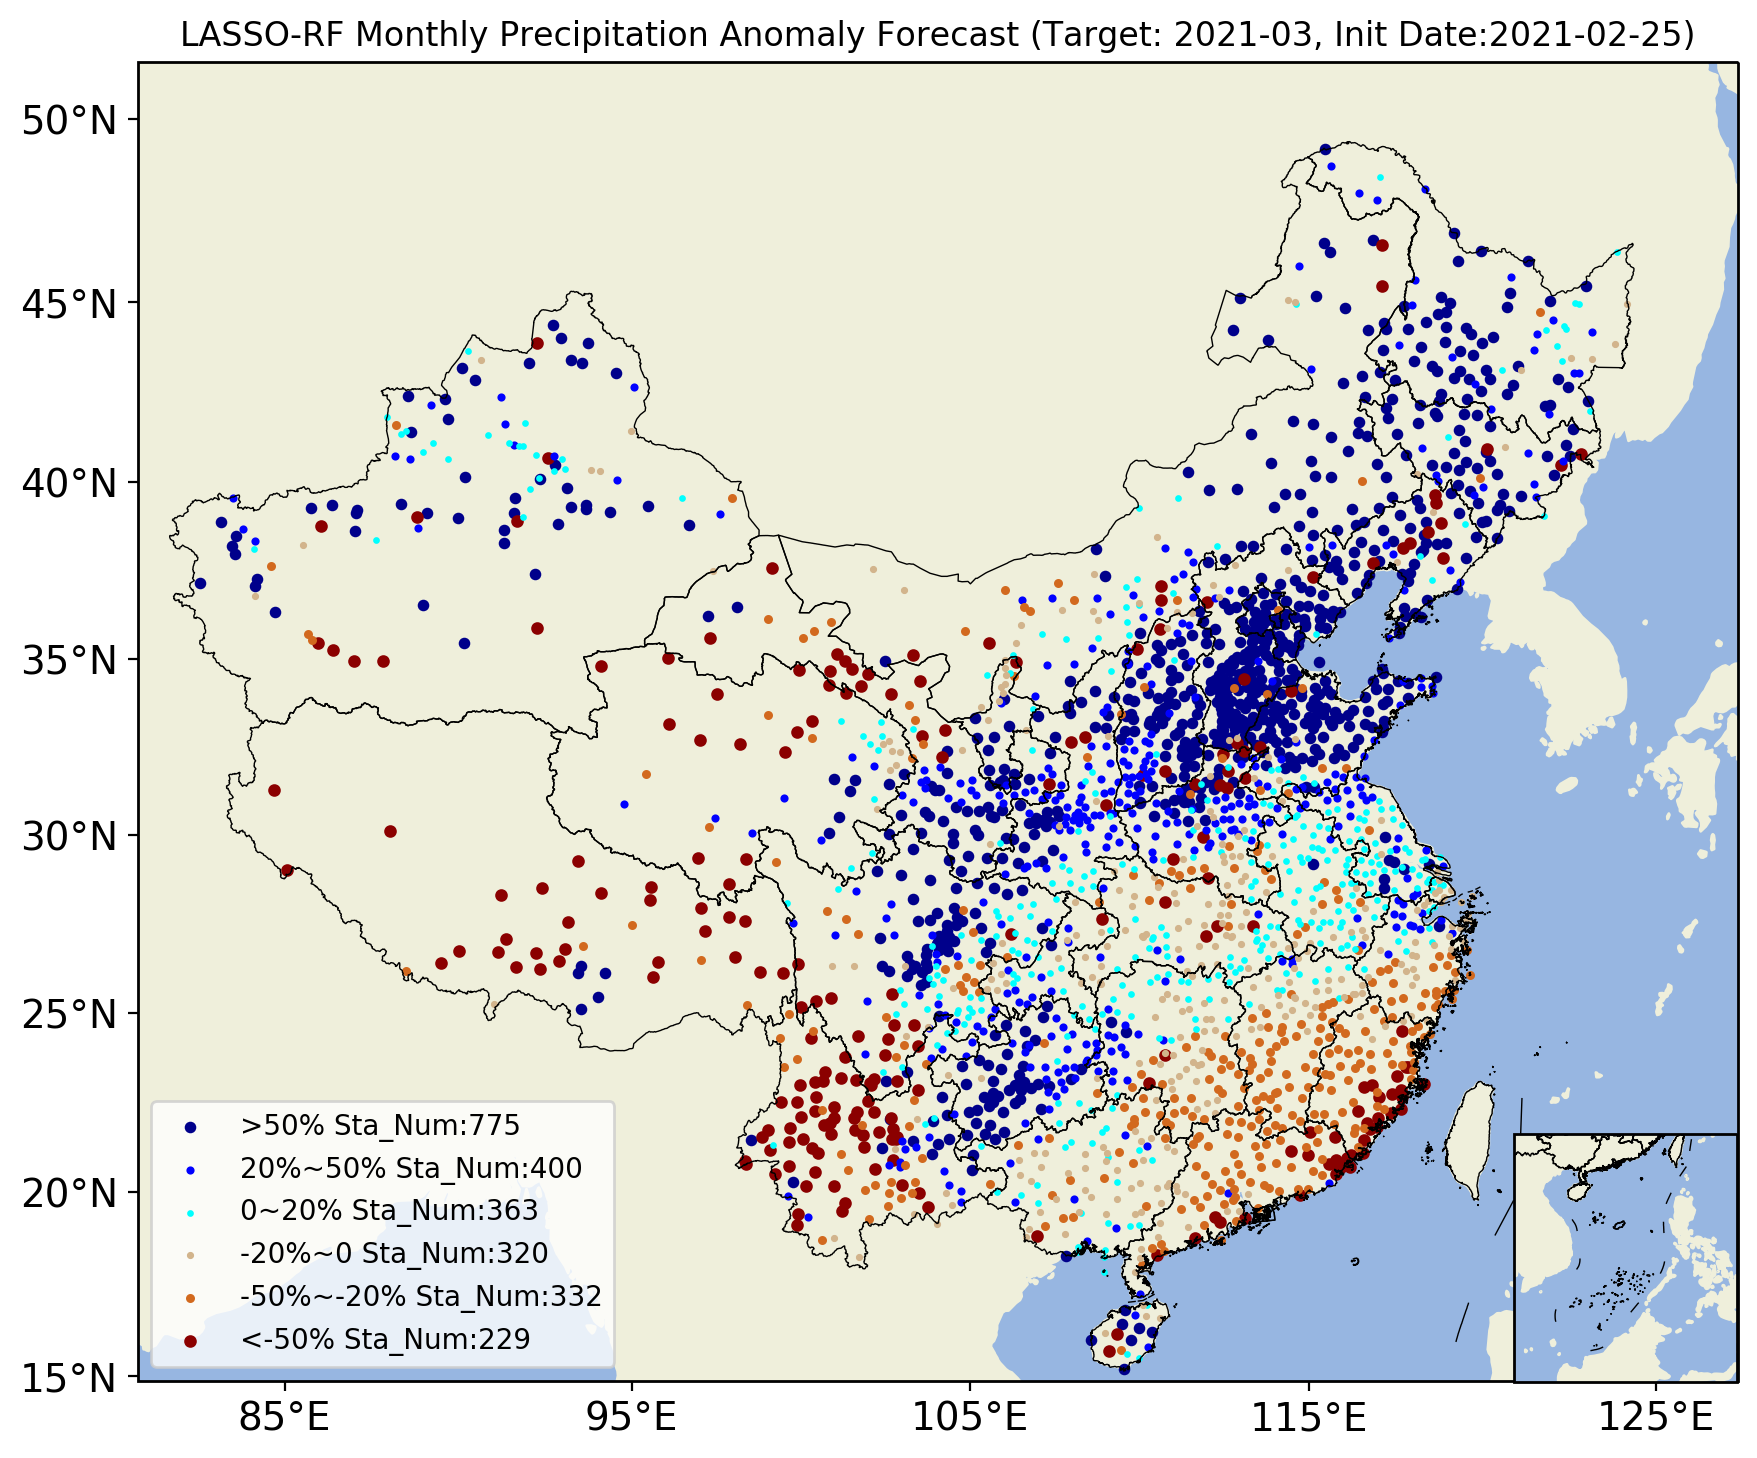 LASSO-RF Monthly Precipitation Anomaly Forecast (Target: 2021-03, Init Date:2021-02-25)
50°N
45°N
40°N
35°N
30°N
25°N
20°N
15°N
>50% Sta_Num:775
20%~50% Sta_Num:400
0~20% Sta_Num:363
-20%~0 Sta_Num:320
-50%~-20% Sta_Num:332
<-50% Sta_Num:229
85°E
95°E
105°E
115°E
125°E